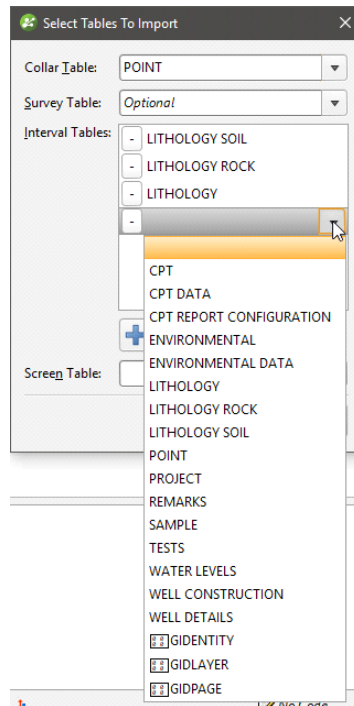 Select Tables To Import
Collar Table: POINT
Survey Table: Optional
Interval Tables: - LITHOLOGY SOIL
- LITHOLOGY ROCK
- LITHOLOGY
-
CPT
CPT DATA
CPT REPORT CONFIGURATION
ENVIRONMENTAL
ENVIRONMENTAL DATA
LITHOLOGY
LITHOLOGY ROCK
LITHOLOGY SOIL
POINT
PROJECT
REMARKS
SAMPLE
TESTS
WATER LEVELS
WELL CONSTRUCTION
WELL DETAILS
GIDENTITY
GIDLAYER
GIDPAGE
Screen Table: